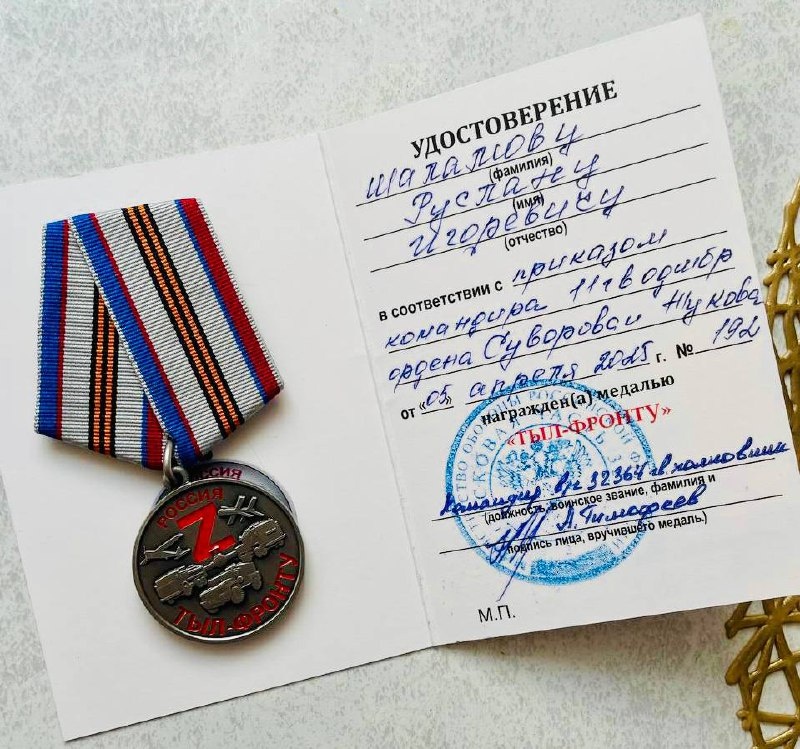 УДОСТОВЕРЕНИЕ
Шаламову
(фамилия)
Руслану
(имя)
Игоревичу
(отчество)
в соответствии с приказом
командира 11 гв одшбр
ордена Суворова и Жукова
от «05» апреля 2025 г. № 192
награжден(а) медалью
«ТЫЛ-ФРОНТУ»
Командир в/ч 32364 гв полковник
(должность, воинское звание, фамилия и
А. Тимофеев
подпись лица, вручившего медаль.)
М.П.
РОССИЯ
РОССИЯ
Z
ТЫЛ-ФРОНТУ